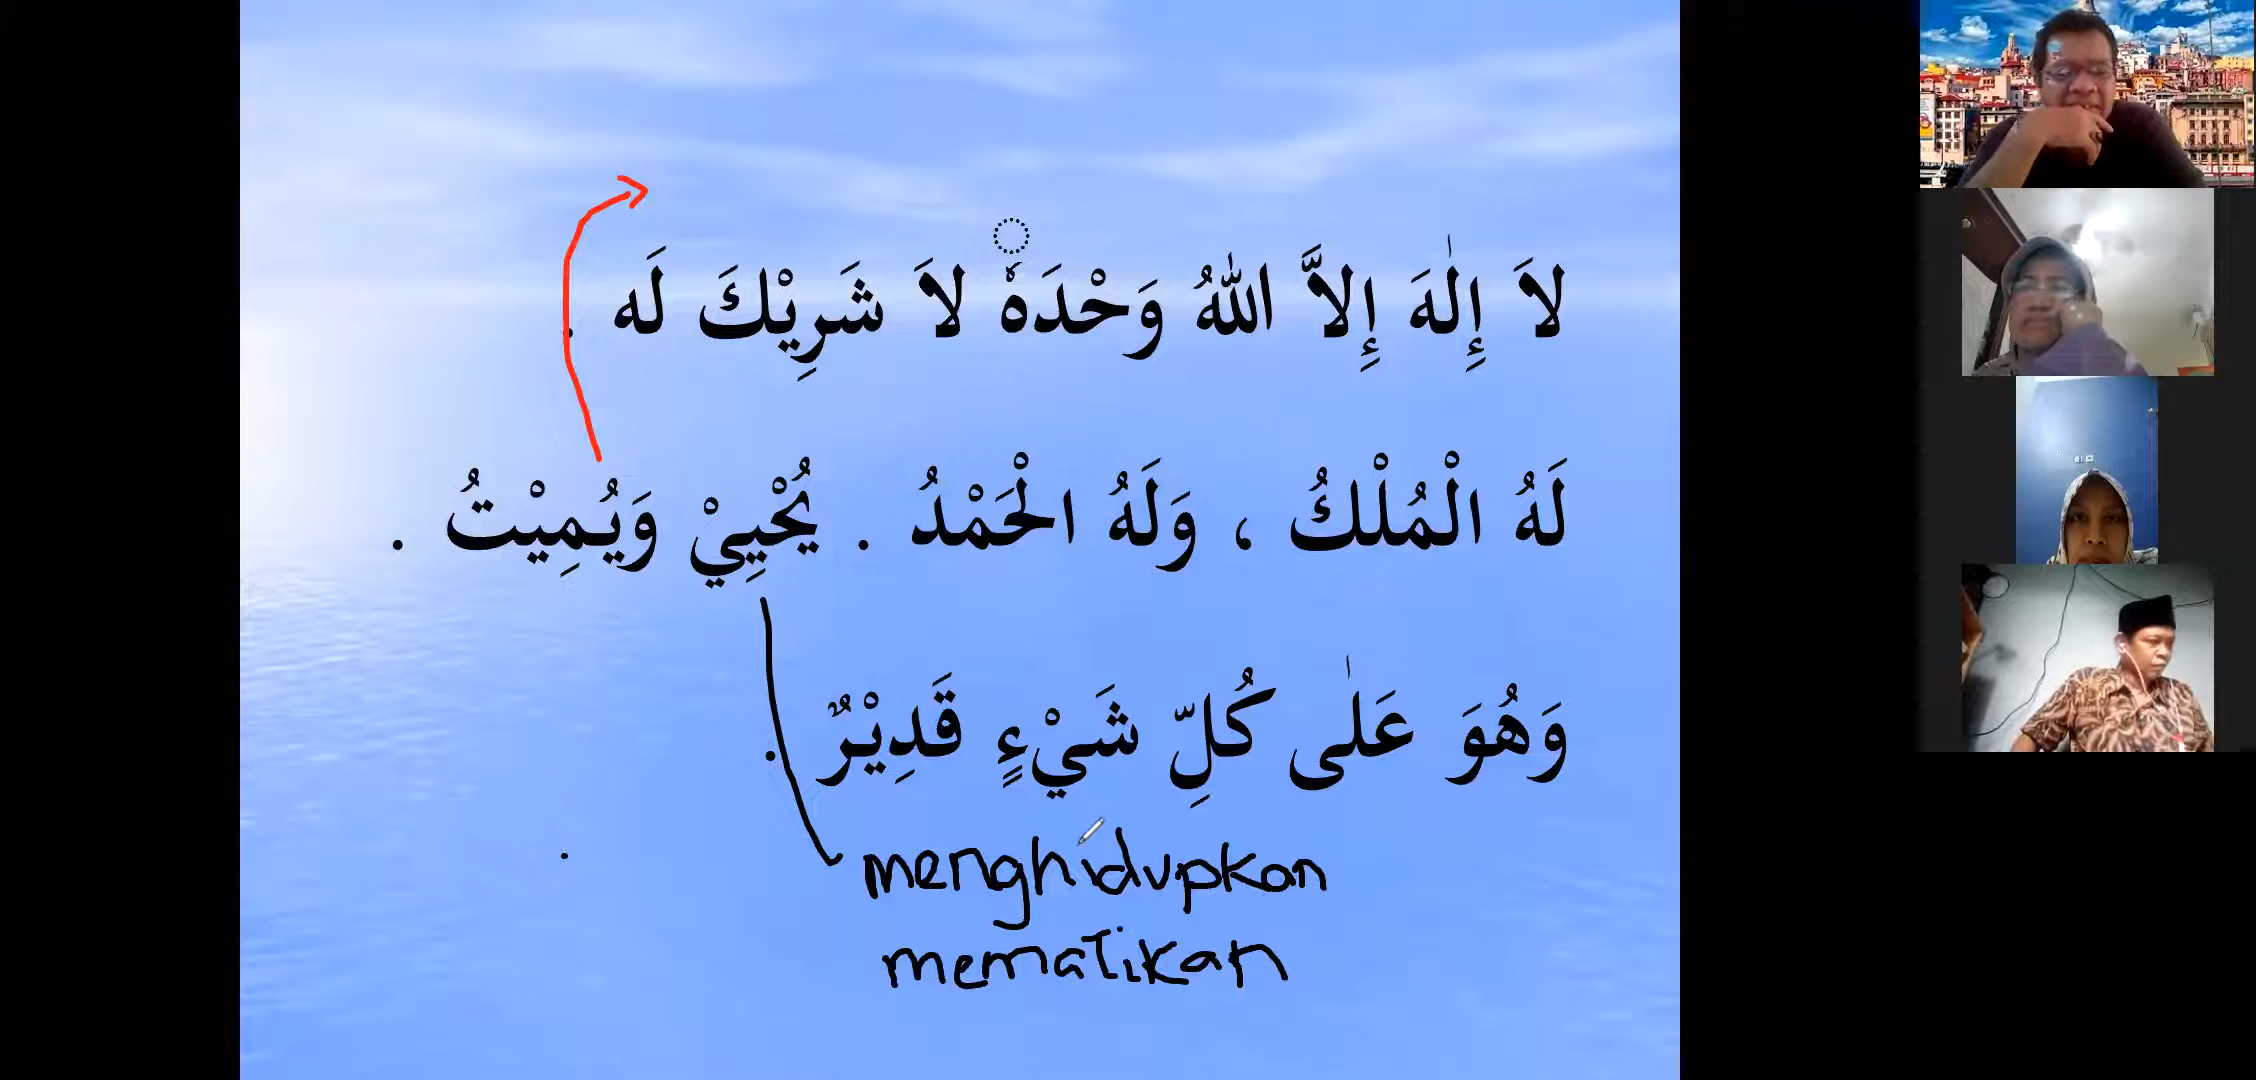 لاَ إِلٰهَ إِلاَّ اللهُ وَحْدَهٗ لاَ شَرِيْكَ لَه .
لَهُ الْمُلْكُ ، وَلَهُ الْحَمْدُ . يُحْيِيْ وَيُمِيْتُ .
وَهُوَ عَلٰى كُلِّ شَيْءٍ قَدِيْرٌ .
menghidupkan
mematikan